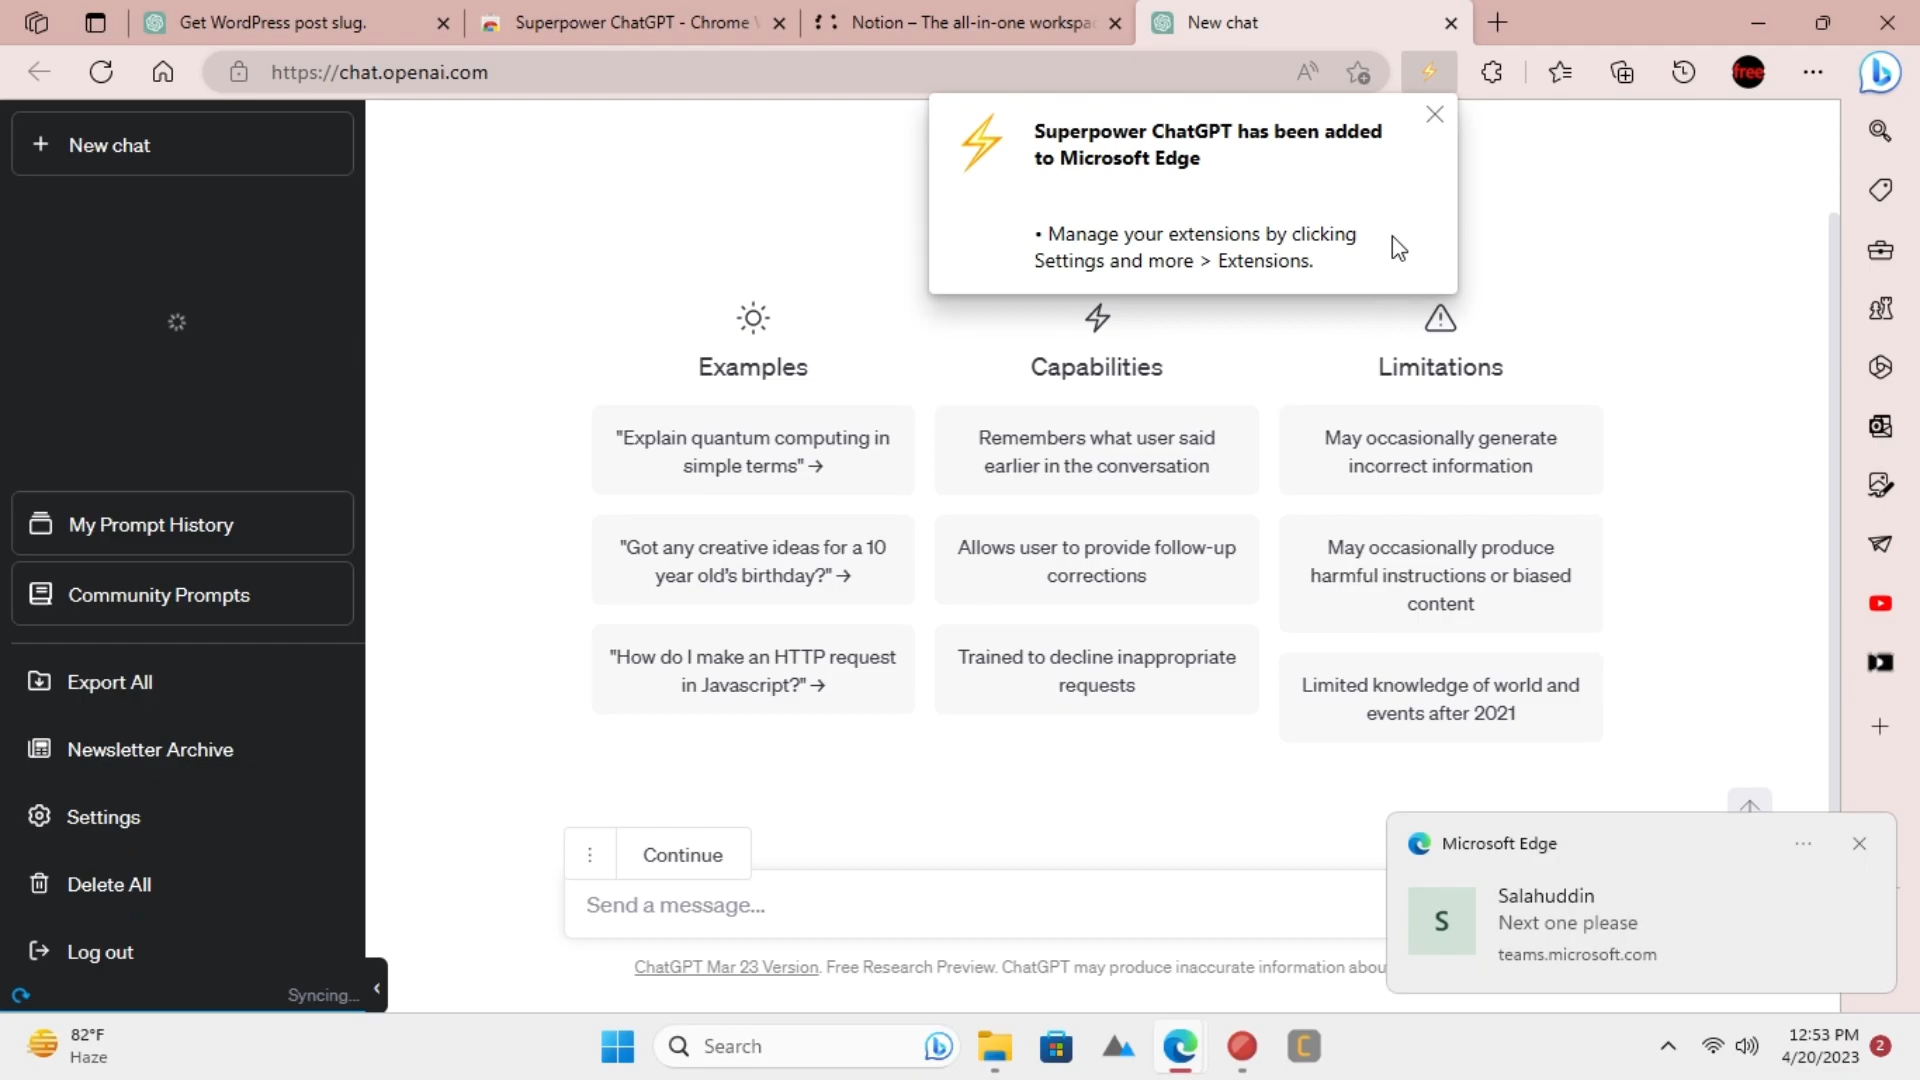 Get WordPress post slug.
Superpower ChatGPT - Chrome
Notion – The all-in-one workspa
New chat
https://chat.openai.com
free
New chat
My Prompt History
Community Prompts
Export All
Newsletter Archive
Settings
Delete All
Log out
Syncing...
Superpower ChatGPT has been added
to Microsoft Edge
• Manage your extensions by clicking
Settings and more > Extensions.
Examples
"Explain quantum computing in
simple terms" →
"Got any creative ideas for a 10
year old's birthday?" →
"How do I make an HTTP request
in Javascript?" →
Capabilities
Remembers what user said
earlier in the conversation
Allows user to provide follow-up
corrections
Trained to decline inappropriate
requests
Limitations
May occasionally generate
incorrect information
May occasionally produce
harmful instructions or biased
content
Limited knowledge of world and
events after 2021
Continue
Send a message...
ChatGPT Mar 23 Version. Free Research Preview. ChatGPT may produce inaccurate information abou
Microsoft Edge
S
Salahuddin
Next one please
teams.microsoft.com
82°F
Haze
Search
C
12:53 PM
4/20/2023
2